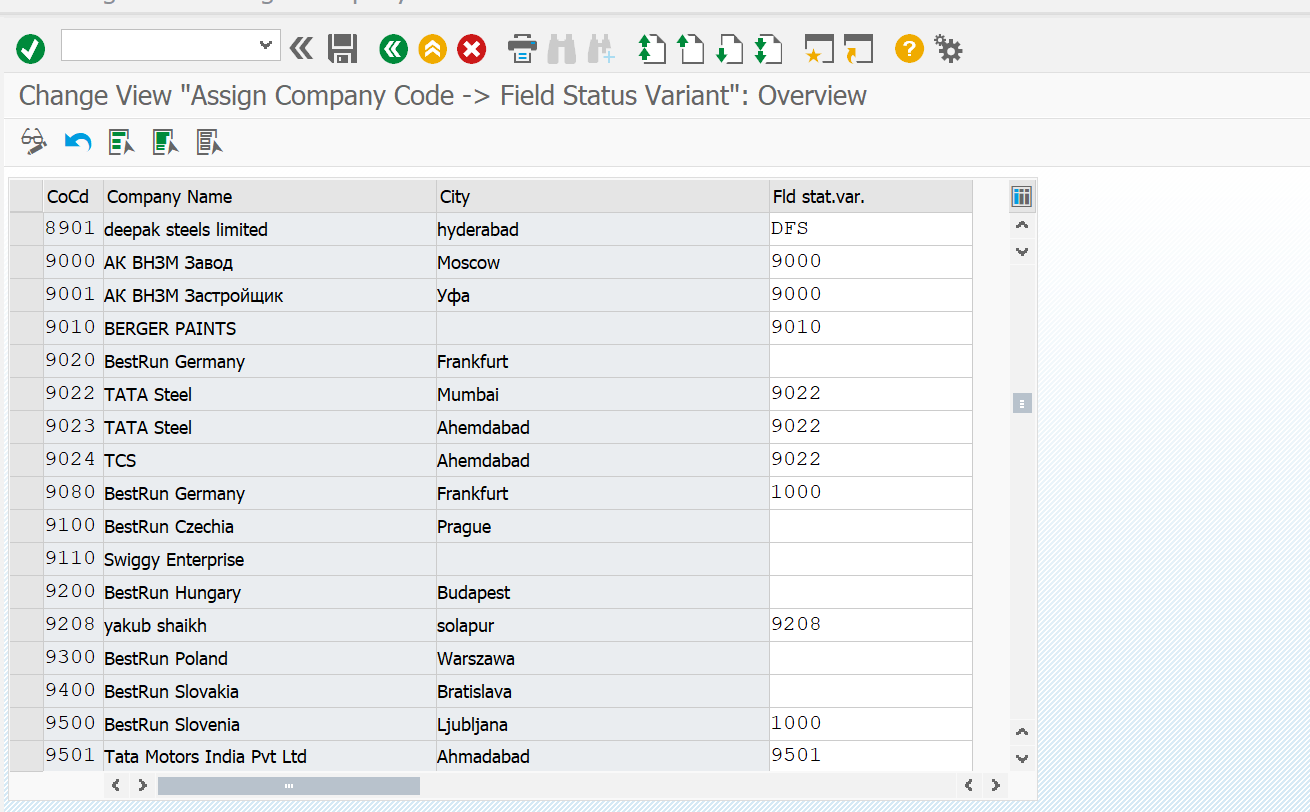 Change View "Assign Company Code -> Field Status Variant": Overview
CoCd Company Name City Fld stat.var.
8901 deepak steels limited hyderabad DFS
9000 АК ВНЗМ Завод Moscow 9000
9001 АК ВНЗМ Застройщик Уфа 9000
9010 BERGER PAINTS 9010
9020 BestRun Germany Frankfurt
9022 TATA Steel Mumbai 9022
9023 TATA Steel Ahemdabad 9022
9024 TCS Ahemdabad 9022
9080 BestRun Germany Frankfurt 1000
9100 BestRun Czechia Prague
9110 Swiggy Enterprise
9200 BestRun Hungary Budapest
9208 yakub shaikh solapur 9208
9300 BestRun Poland Warszawa
9400 BestRun Slovakia Bratislava
9500 BestRun Slovenia Ljubljana 1000
9501 Tata Motors India Pvt Ltd Ahmadabad 9501